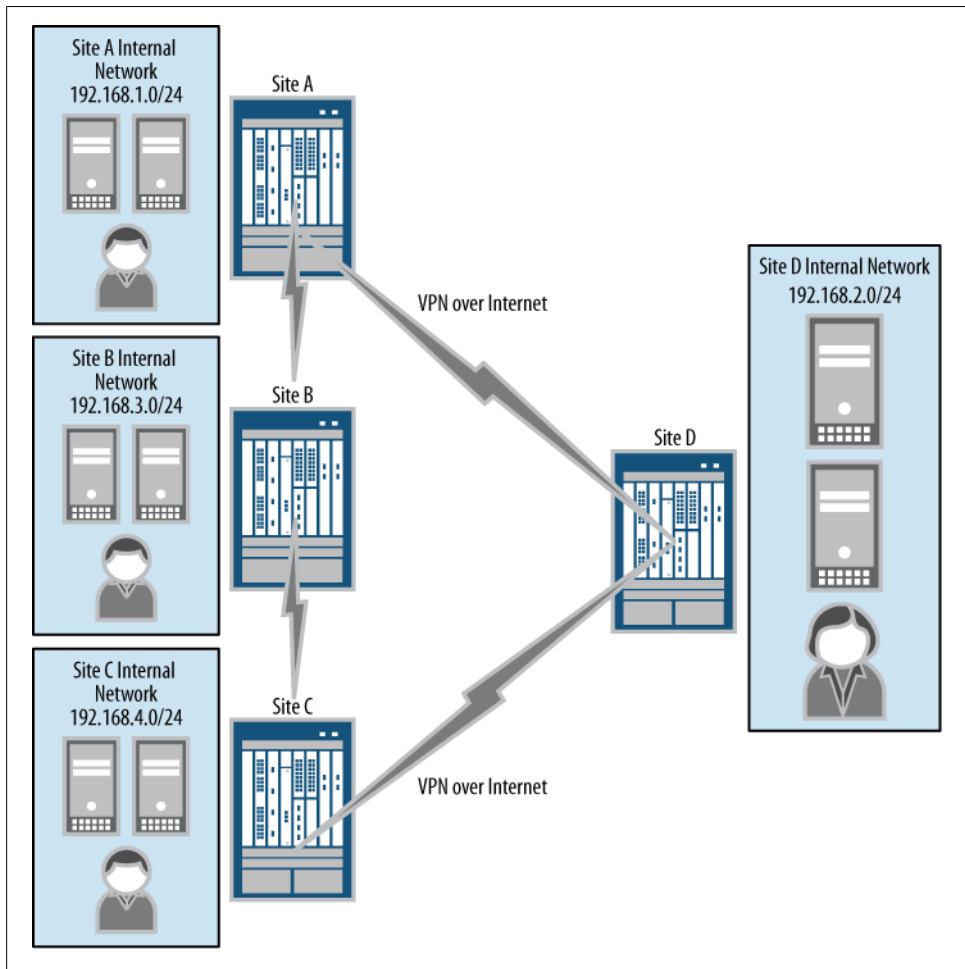 Site A Internal
Network
192.168.1.0/24
Site A
VPN over Internet
Site B Internal
Network
192.168.3.0/24
Site B
Site C Internal
Network
192.168.4.0/24
Site C
VPN over Internet
Site D
Site D Internal Network
192.168.2.0/24